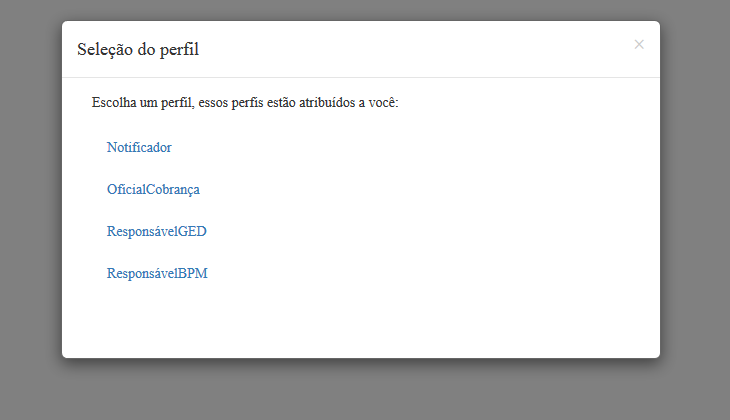 Seleção do perfil
×
Escolha um perfil, essos perfis estão atribuídos a você:
Notificador
OficialCobrança
ResponsávelGED
ResponsávelBPM